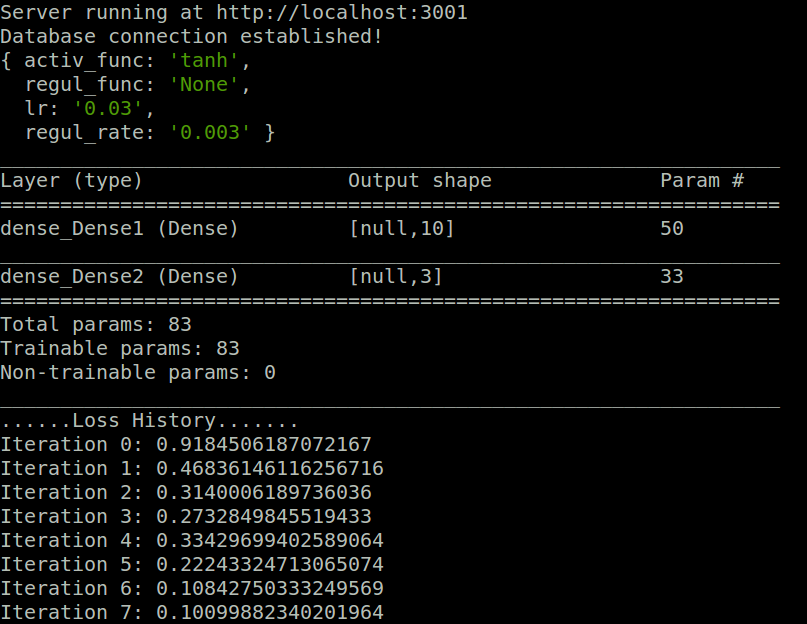 Server running at http://localhost:3001
Database connection established!
{ activ_func: 'tanh',
  regul_func: 'None',
  lr: '0.03',
  regul_rate: '0.003' }
_________________________________________________________________
Layer (type)                 Output shape              Param #
=================================================================
dense_Dense1 (Dense)         [null,10]                 50
_________________________________________________________________
dense_Dense2 (Dense)         [null,3]                  33
=================================================================
Total params: 83
Trainable params: 83
Non-trainable params: 0
_________________________________________________________________
......Loss History.......
Iteration 0: 0.9184506187072167
Iteration 1: 0.46836146116256716
Iteration 2: 0.3140006189736036
Iteration 3: 0.2732849845519433
Iteration 4: 0.33429699402589064
Iteration 5: 0.22243324713065074
Iteration 6: 0.10842750333249569
Iteration 7: 0.10099882340201964